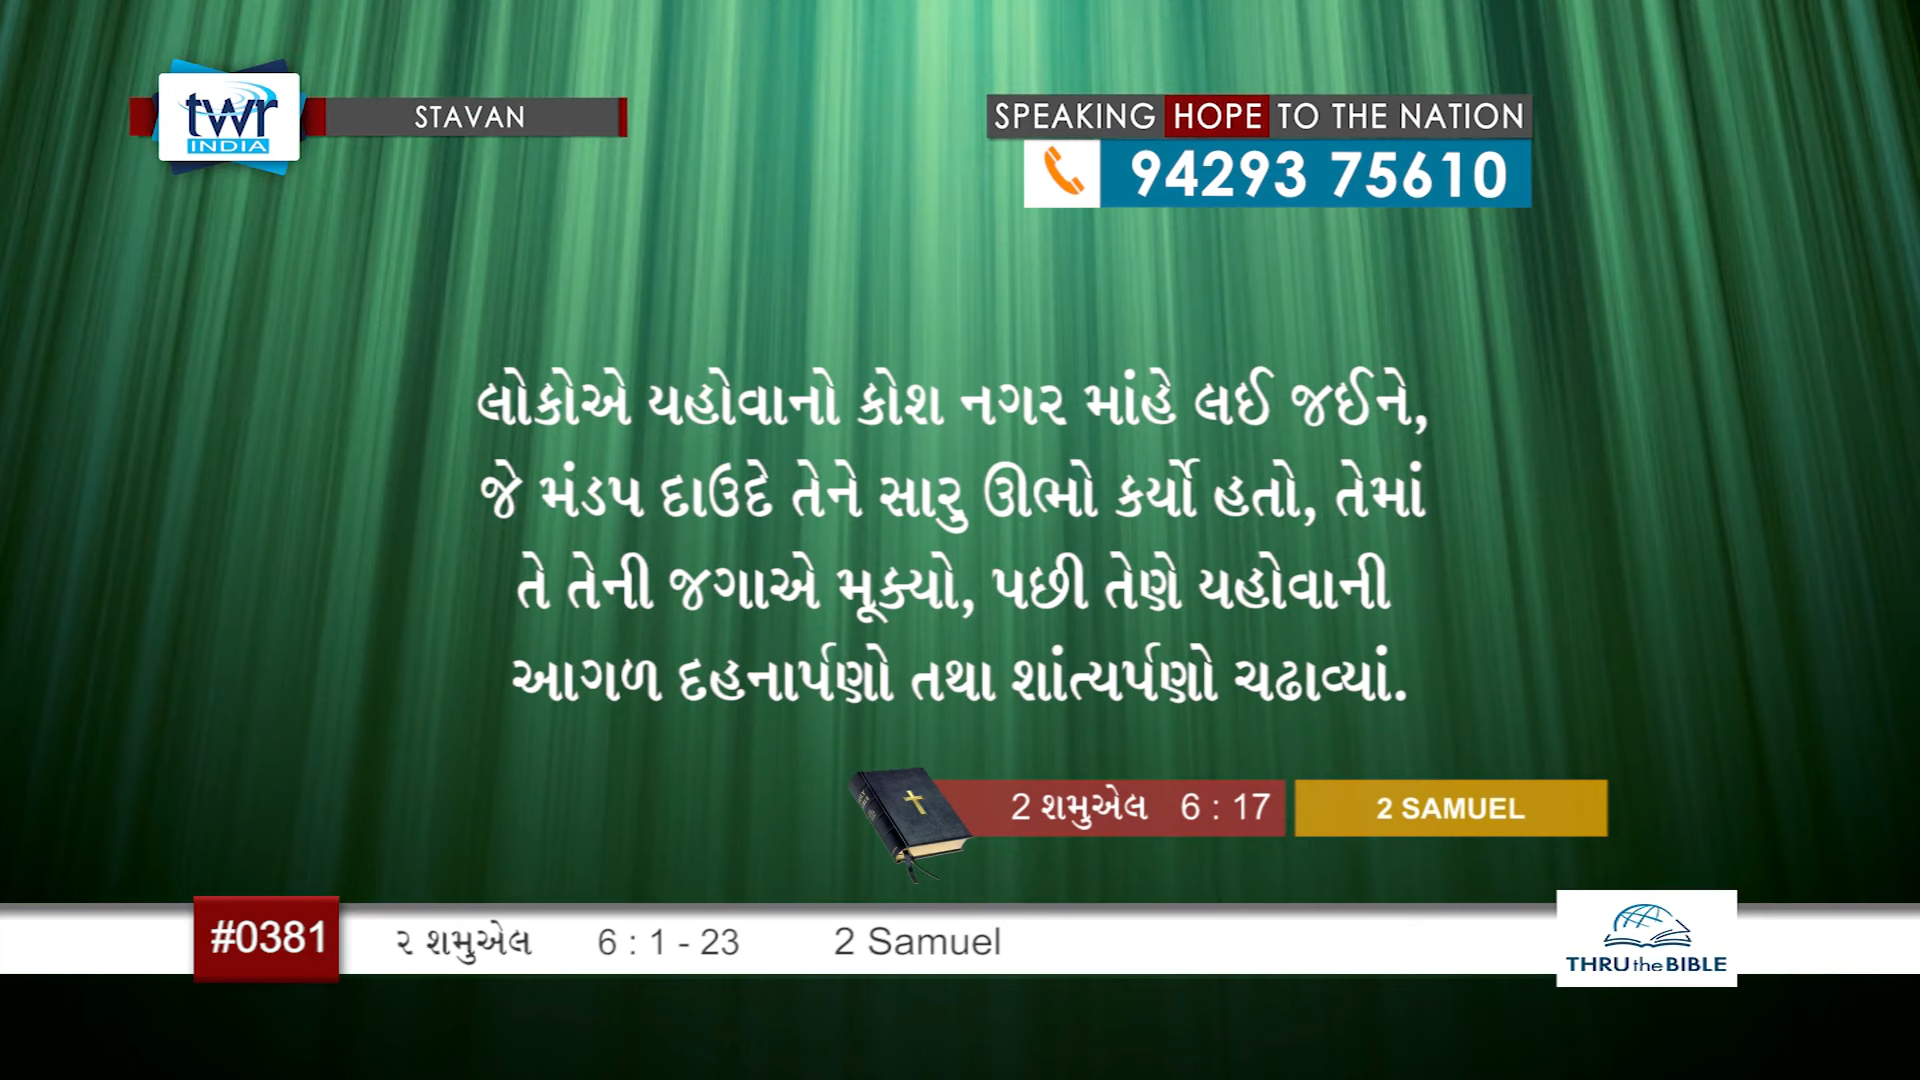 twr
INDIA
STAVAN
SPEAKING HOPE TO THE NATION
94293 75610
લોકોએ યહોવાનો કોશ નગર માંહે લઈ જઈને,
જે મંડપ દાઉદે તેને સારુ ઊભો કર્યો હતો, તેમાં
તે તેની જગાએ મૂક્યો, પછી તેણે યહોવાની
આગળ દહનાર્પણો તથા શાંત્યર્પણો ચઢાવ્યાં.
2 શમુએલ 6 : 17 2 SAMUEL
#0381 ૨ શમુએલ 6 : 1 - 23 2 Samuel
THRU the BIBLE